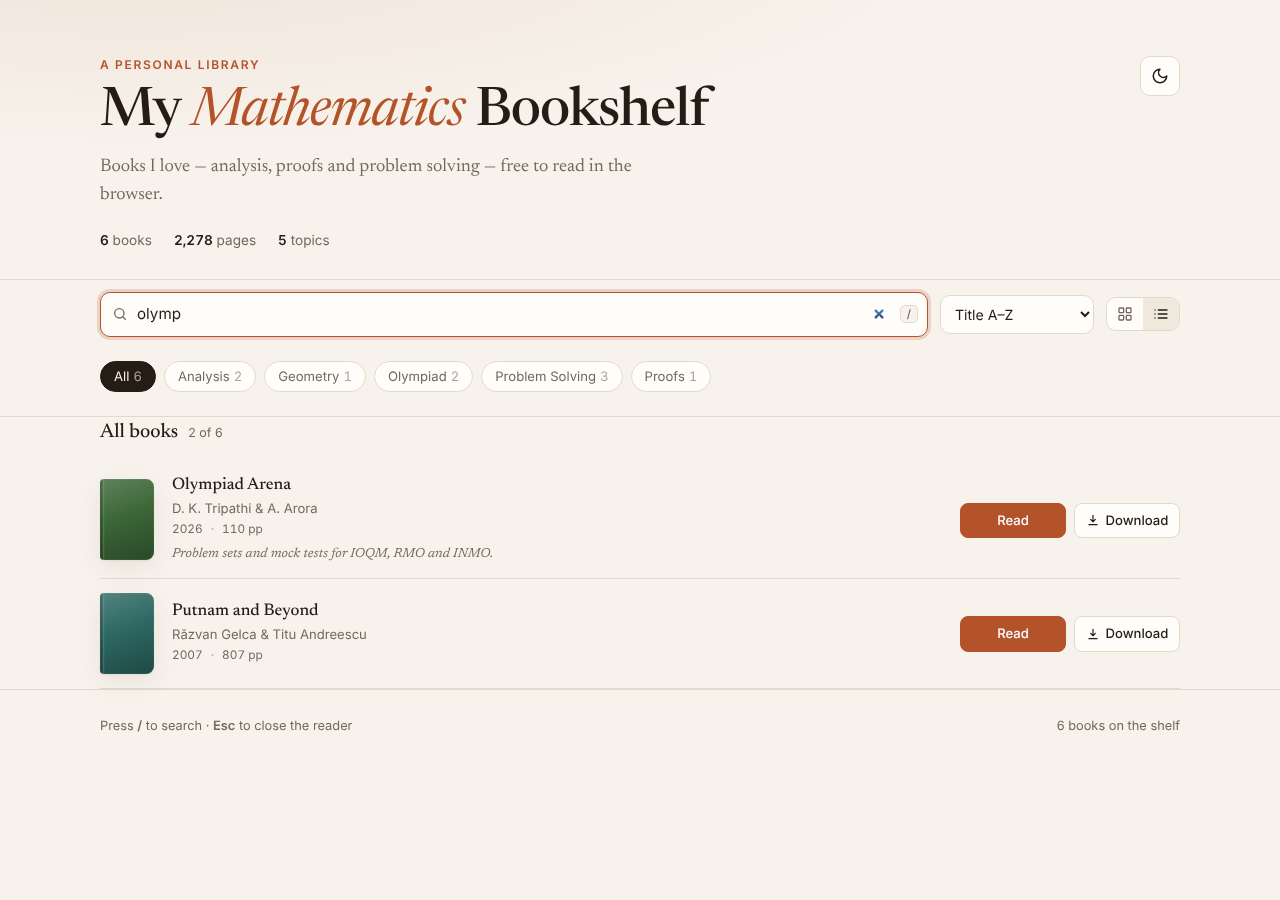 A PERSONAL LIBRARY
My Mathematics Bookshelf
Books I love — analysis, proofs and problem solving — free to read in the
browser.
6 books 2,278 pages 5 topics
olymp / Title A–Z
All 6 Analysis 2 Geometry 1 Olympiad 2 Problem Solving 3 Proofs 1
All books 2 of 6
Olympiad Arena
D. K. Tripathi & A. Arora
2026 · 110 pp
Problem sets and mock tests for IOQM, RMO and INMO.
Read Download
Putnam and Beyond
Răzvan Gelca & Titu Andreescu
2007 · 807 pp
Read Download
Press / to search · Esc to close the reader 6 books on the shelf